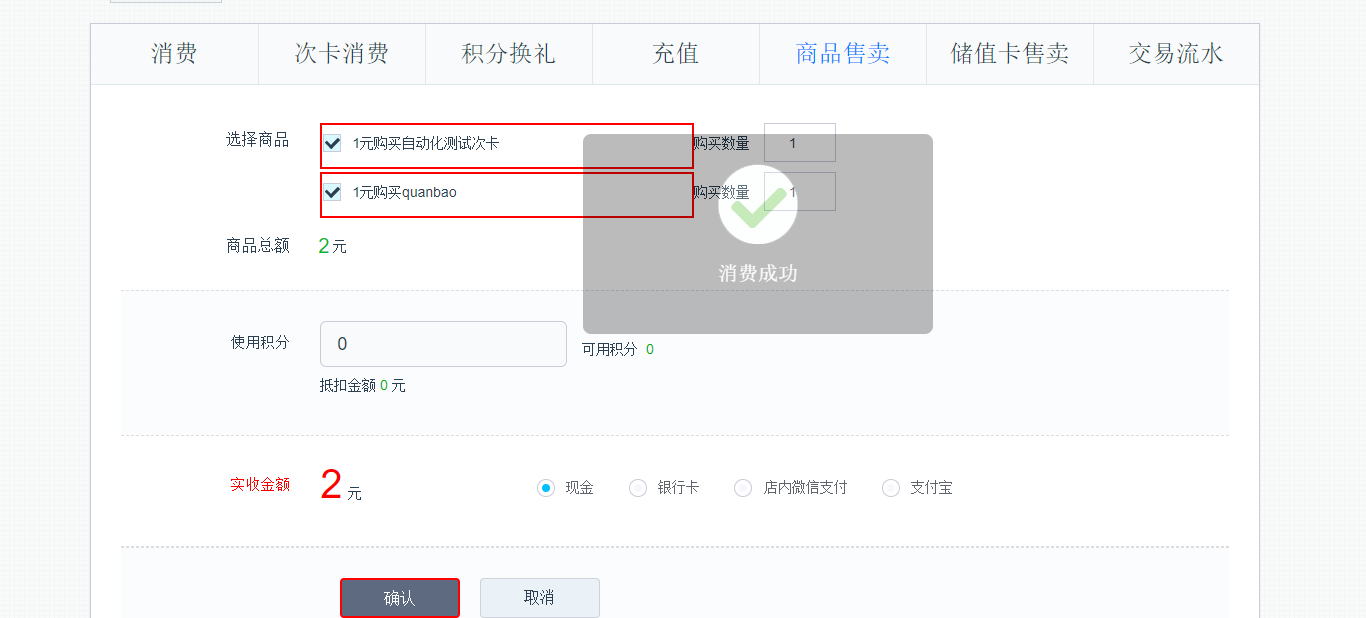 消费 次卡消费 积分换礼 充值 商品售卖 储值卡售卖 交易流水
选择商品 1元购买自动化测试次卡 购买数量 1
1元购买quanbao 购买数量 1
商品总额 2元
消费成功
使用积分 0 可用积分 0
抵扣金额 0 元
实收金额 2 元 现金 银行卡 店内微信支付 支付宝
确认 取消